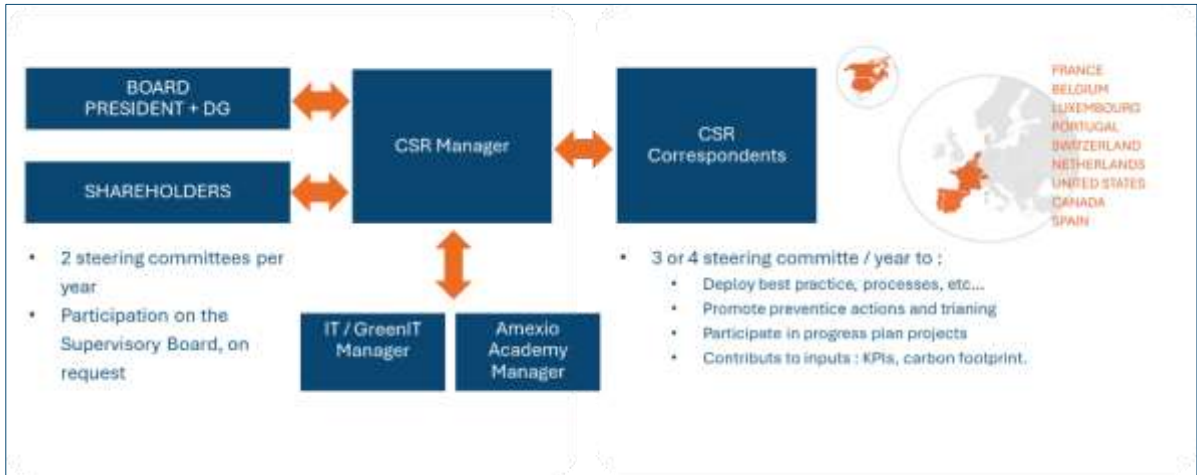 BOARD
PRESIDENT + DG
SHAREHOLDERS
• 2 steering committees per
year
• Participation on the
Supervisory Board, on
request
CSR Manager
IT / GreenIT
Manager
Amexio
Academy
Manager
CSR
Correspondents
FRANCE
BELGIUM
LUXEMBOURG
PORTUGAL
SWITZERLAND
NETHERLANDS
UNITED STATES
CANADA
SPAIN
• 3 or 4 steering committe / year to :
• Deploy best practice, processes, etc...
• Promote preventice actions and trianing
• Participate in progress plan projects
• Contributs to inputs : KPIs, carbon footprint.